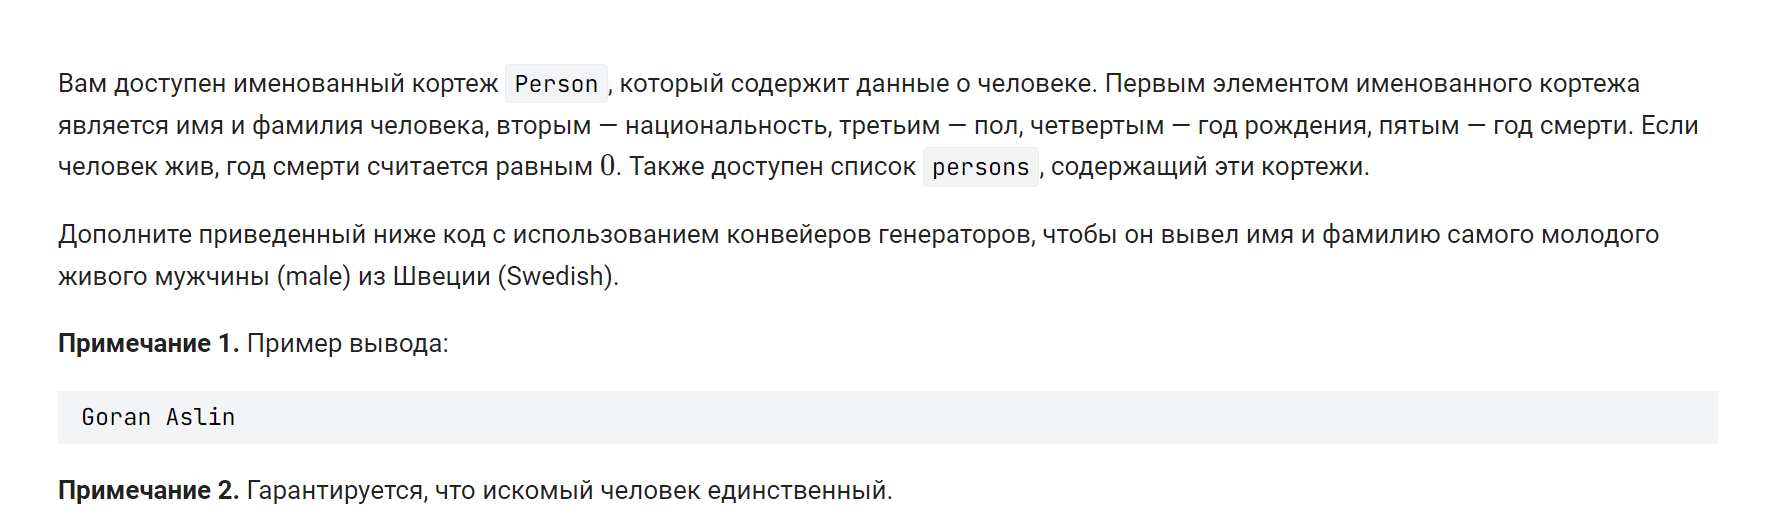 Вам доступен именованный кортеж Person, который содержит данные о человеке. Первым элементом именованного кортежа
является имя и фамилия человека, вторым — национальность, третьим — пол, четвертым — год рождения, пятым — год смерти. Если
человек жив, год смерти считается равным 0. Также доступен список persons, содержащий эти кортежи.
Дополните приведенный ниже код с использованием конвейеров генераторов, чтобы он вывел имя и фамилию самого молодого
живого мужчины (male) из Швеции (Swedish).
Примечание 1. Пример вывода:
Goran Aslin
Примечание 2. Гарантируется, что искомый человек единственный.